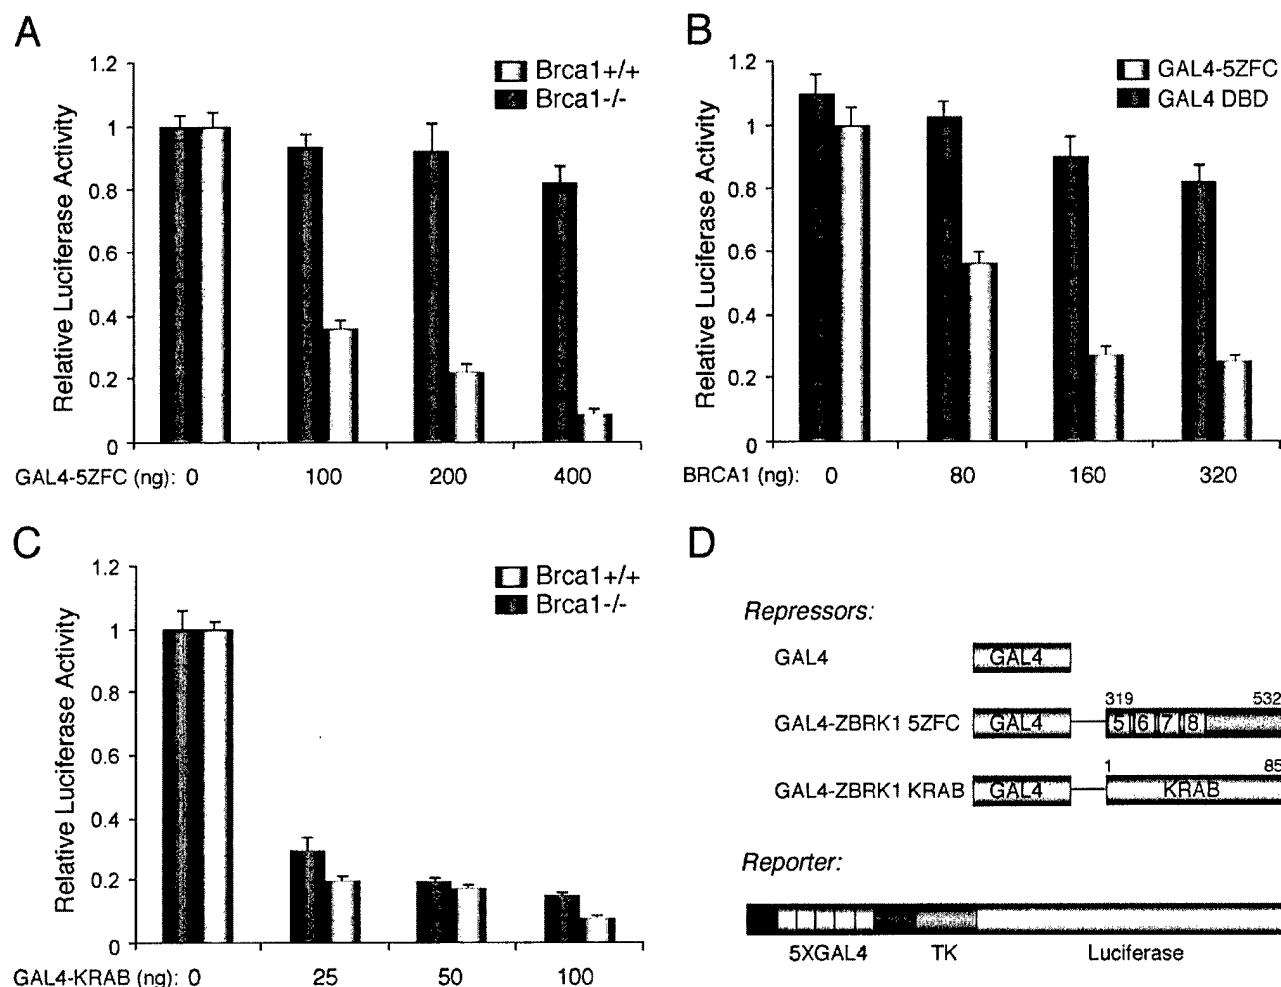 A
Relative Luciferase Activity
1.2
1
0.8
0.6
0.4
0.2
0
Brca1+/+
Brca1-/-
GAL4-5ZFC (ng): 0 100 200 400
B
Relative Luciferase Activity
1.2
1
0.8
0.6
0.4
0.2
0
GAL4-5ZFC
GAL4 DBD
BRCA1 (ng): 0 80 160 320
C
Relative Luciferase Activity
1.2
1
0.8
0.6
0.4
0.2
0
Brca1+/+
Brca1-/-
GAL4-KRAB (ng): 0 25 50 100
D
Repressors:
GAL4 GAL4
319 532
GAL4-ZBRK1 5ZFC GAL4 5 6 7 8
1 85
GAL4-ZBRK1 KRAB GAL4 KRAB
Reporter:
5XGAL4 TK Luciferase